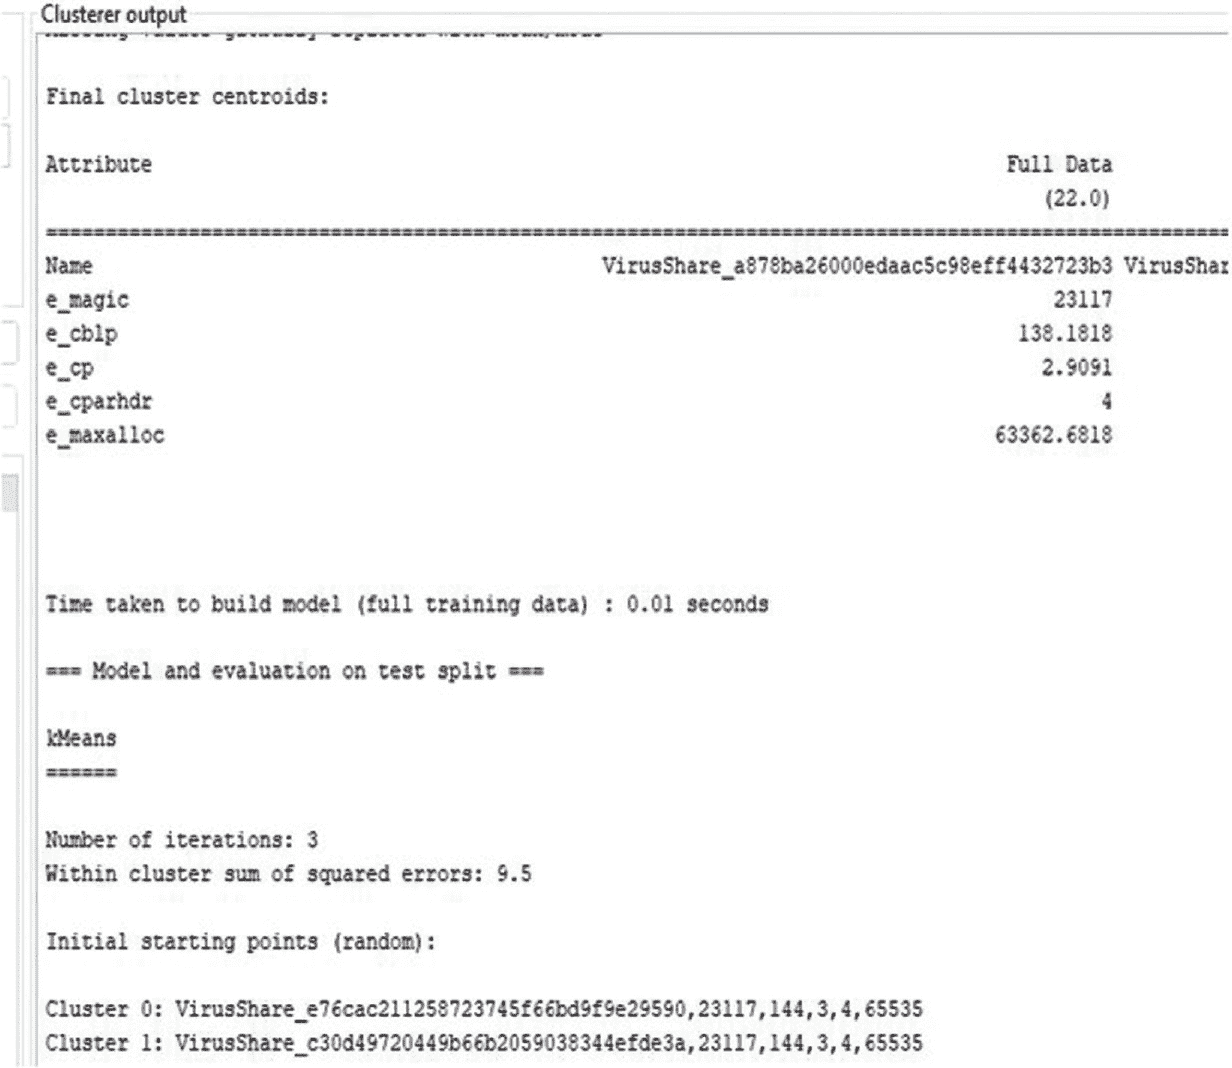 Clusterer output
Final cluster centroids:
Attribute Full Data
(22.0)
==========================================================================================
Name VirusShare_a878ba26000edaac5c98eff4432723b3 VirusShar
e_magic 23117
e_cblp 138.1818
e_cp 2.9091
e_cparhdr 4
e_maxalloc 63362.6818
Time taken to build model (full training data) : 0.01 seconds
=== Model and evaluation on test split ===
kMeans
======
Number of iterations: 3
Within cluster sum of squared errors: 9.5
Initial starting points (random):
Cluster 0: VirusShare_e76cac211258723745f66bd9f9e29590,23117,144,3,4,65535
Cluster 1: VirusShare_c30d49720449b66b2059038344efde3a,23117,144,3,4,65535